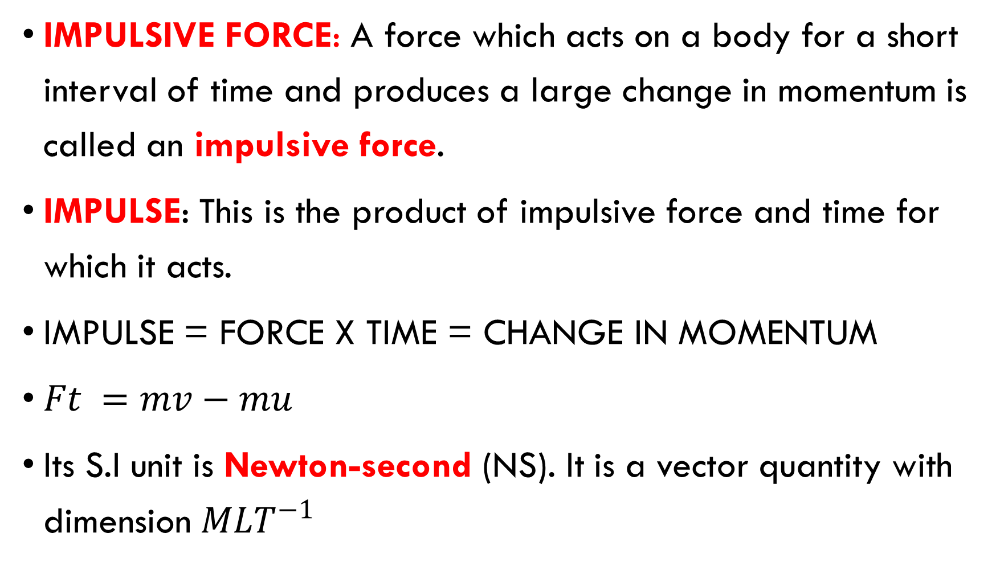 • IMPULSIVE FORCE: A force which acts on a body for a short
interval of time and produces a large change in momentum is
called an impulsive force.
• IMPULSE: This is the product of impulsive force and time for
which it acts.
• IMPULSE = FORCE X TIME = CHANGE IN MOMENTUM
• 𝐹𝑡 = 𝑚𝑣 − 𝑚𝑢
• Its S.I unit is Newton-second (NS). It is a vector quantity with
dimension 𝑀𝐿𝑇⁻¹